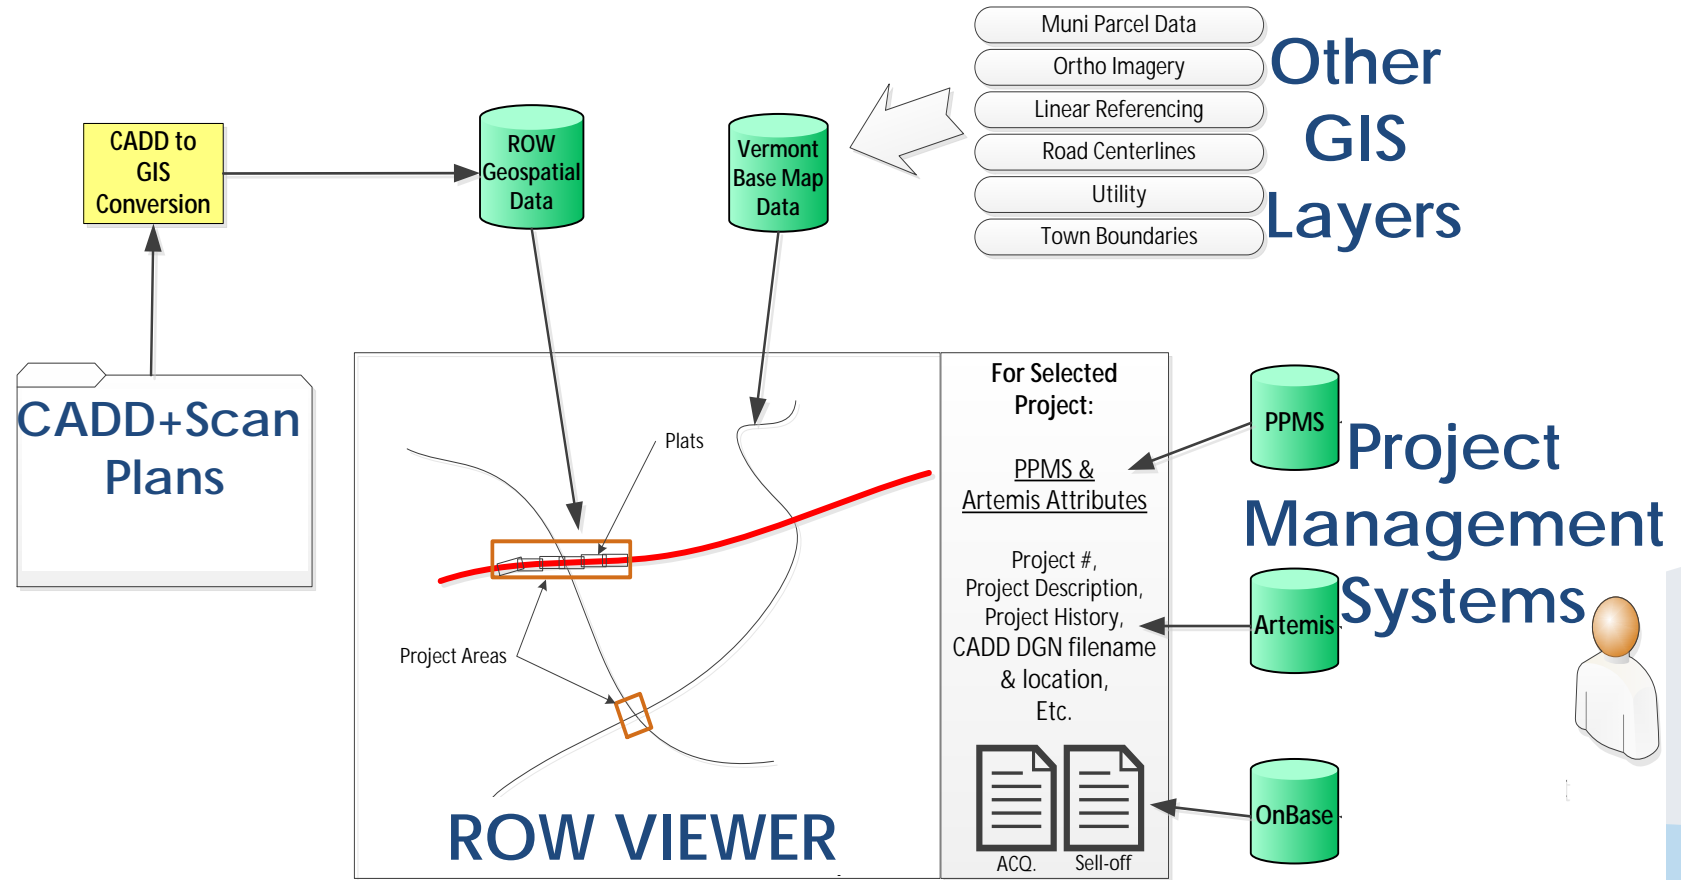 Muni Parcel Data
Ortho Imagery
Linear Referencing
Road Centerlines
Utility
Town Boundaries
Other
GIS
Layers
CADD to
GIS
Conversion
ROW
Geospatial
Data
Vermont
Base Map
Data
CADD+Scan
Plans
Plats
Project Areas
ROW VIEWER
For Selected
Project:
PPMS &
Artemis Attributes
Project #,
Project Description,
Project History,
CADD DGN filename
& location,
Etc.
ACQ.
Sell-off
PPMS
Project
Management
Systems
Artemis
OnBase